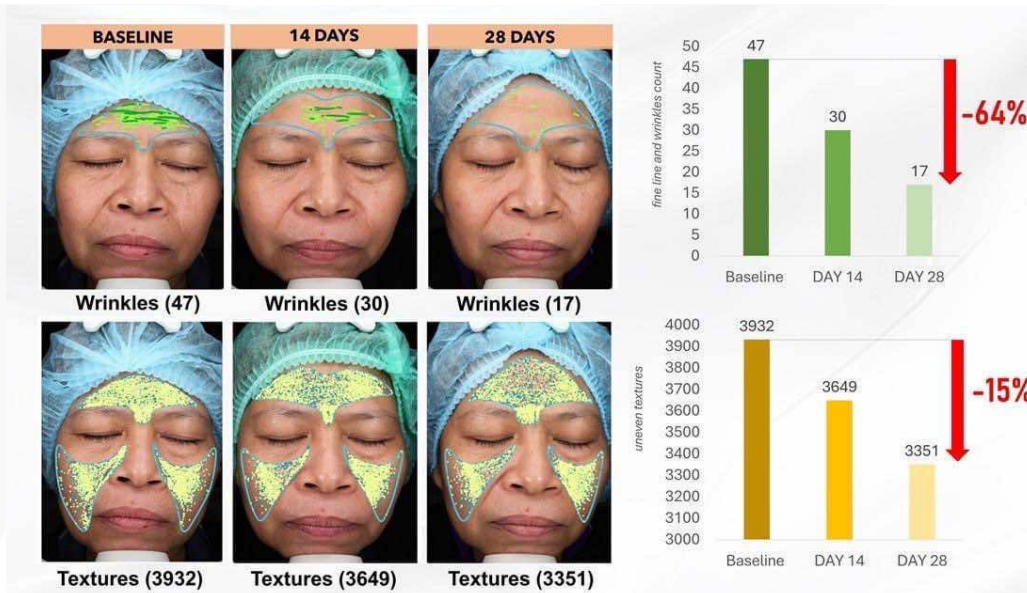 BASELINE
14 DAYS
28 DAYS
Wrinkles (47)
Wrinkles (30)
Wrinkles (17)
Textures (3932)
Textures (3649)
Textures (3351)
fine line and wrinkles count
50
45
40
35
30
25
20
15
10
5
0
47
30
17
-64%
Baseline
DAY 14
DAY 28
uneven textures
4000
3900
3800
3700
3600
3500
3400
3300
3200
3100
3000
3932
3649
3351
-15%
Baseline
DAY 14
DAY 28